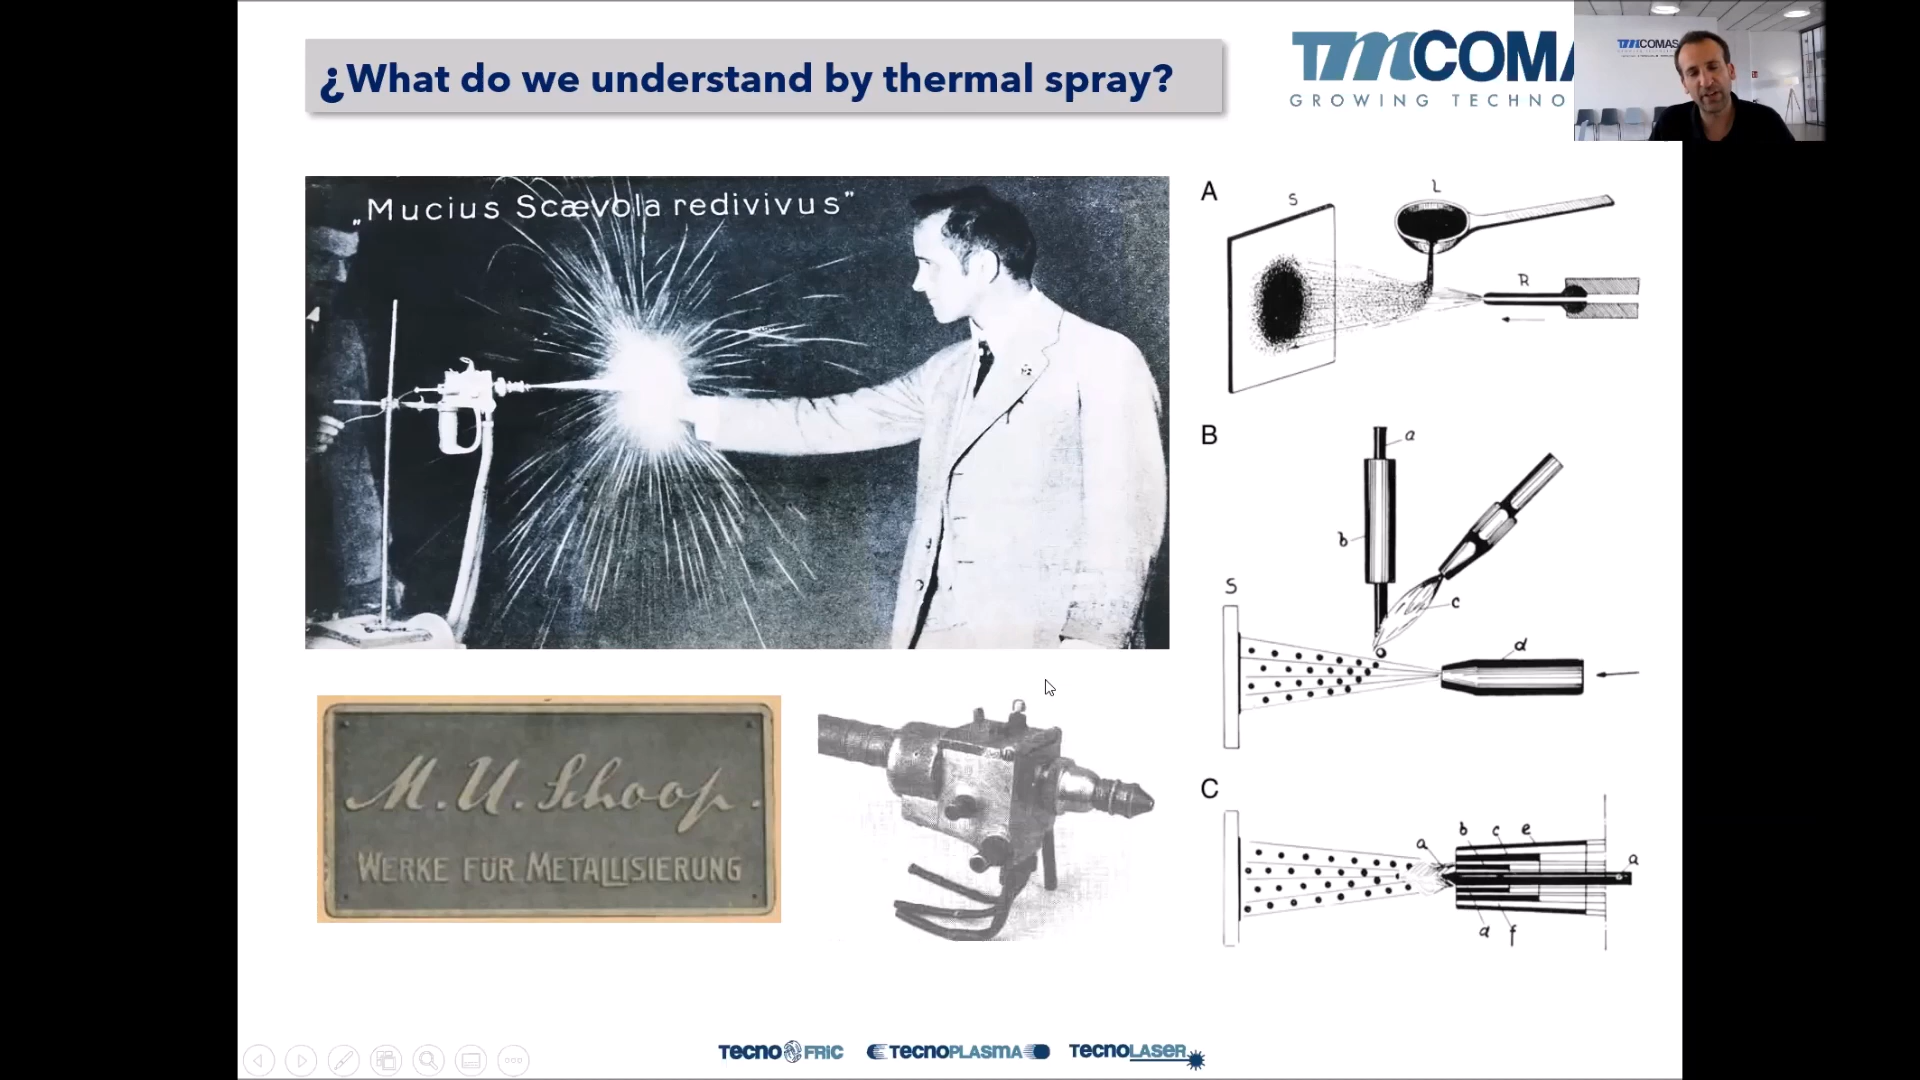 ¿What do we understand by thermal spray?
TMCOMA
GROWING TECHNO
TMCOMAS
„Mucius Scævola redivivus”
A
S
L
R
B
a
b
c
S
d
C
a
b
c
e
a
d
f
M. U. Schoop.
WERKE FÜR METALLISIERUNG
TECNOFRIC
TECNOPLASMA
TECNOLASER